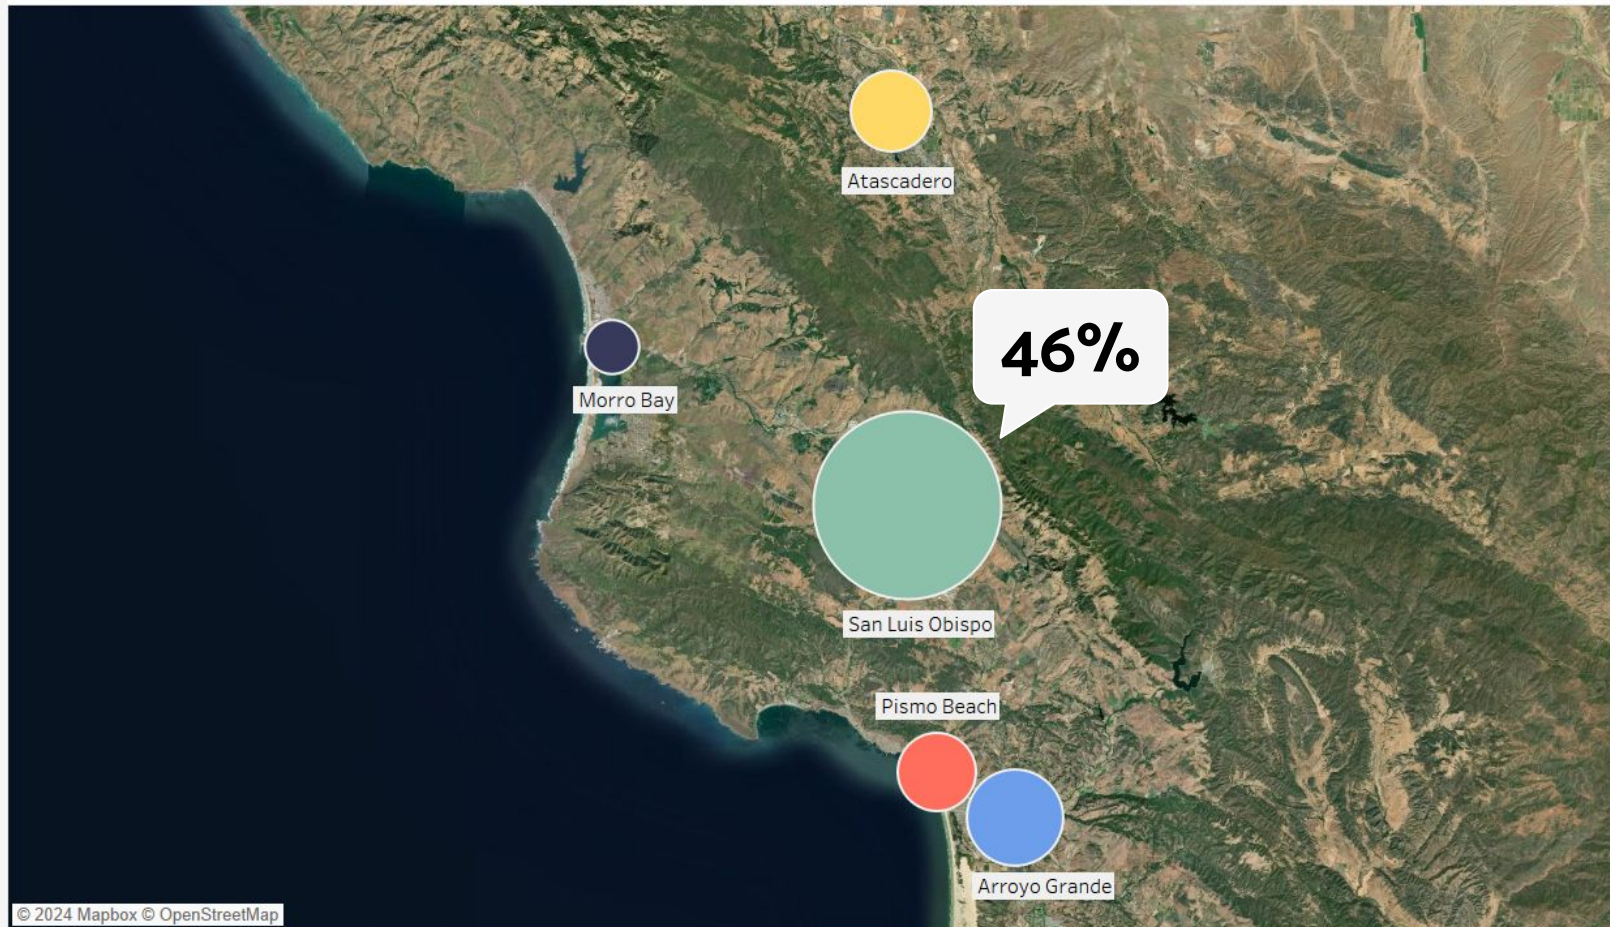 Atascadero
46%
Morro Bay
San Luis Obispo
Pismo Beach
Arroyo Grande
© 2024 Mapbox © OpenStreetMap